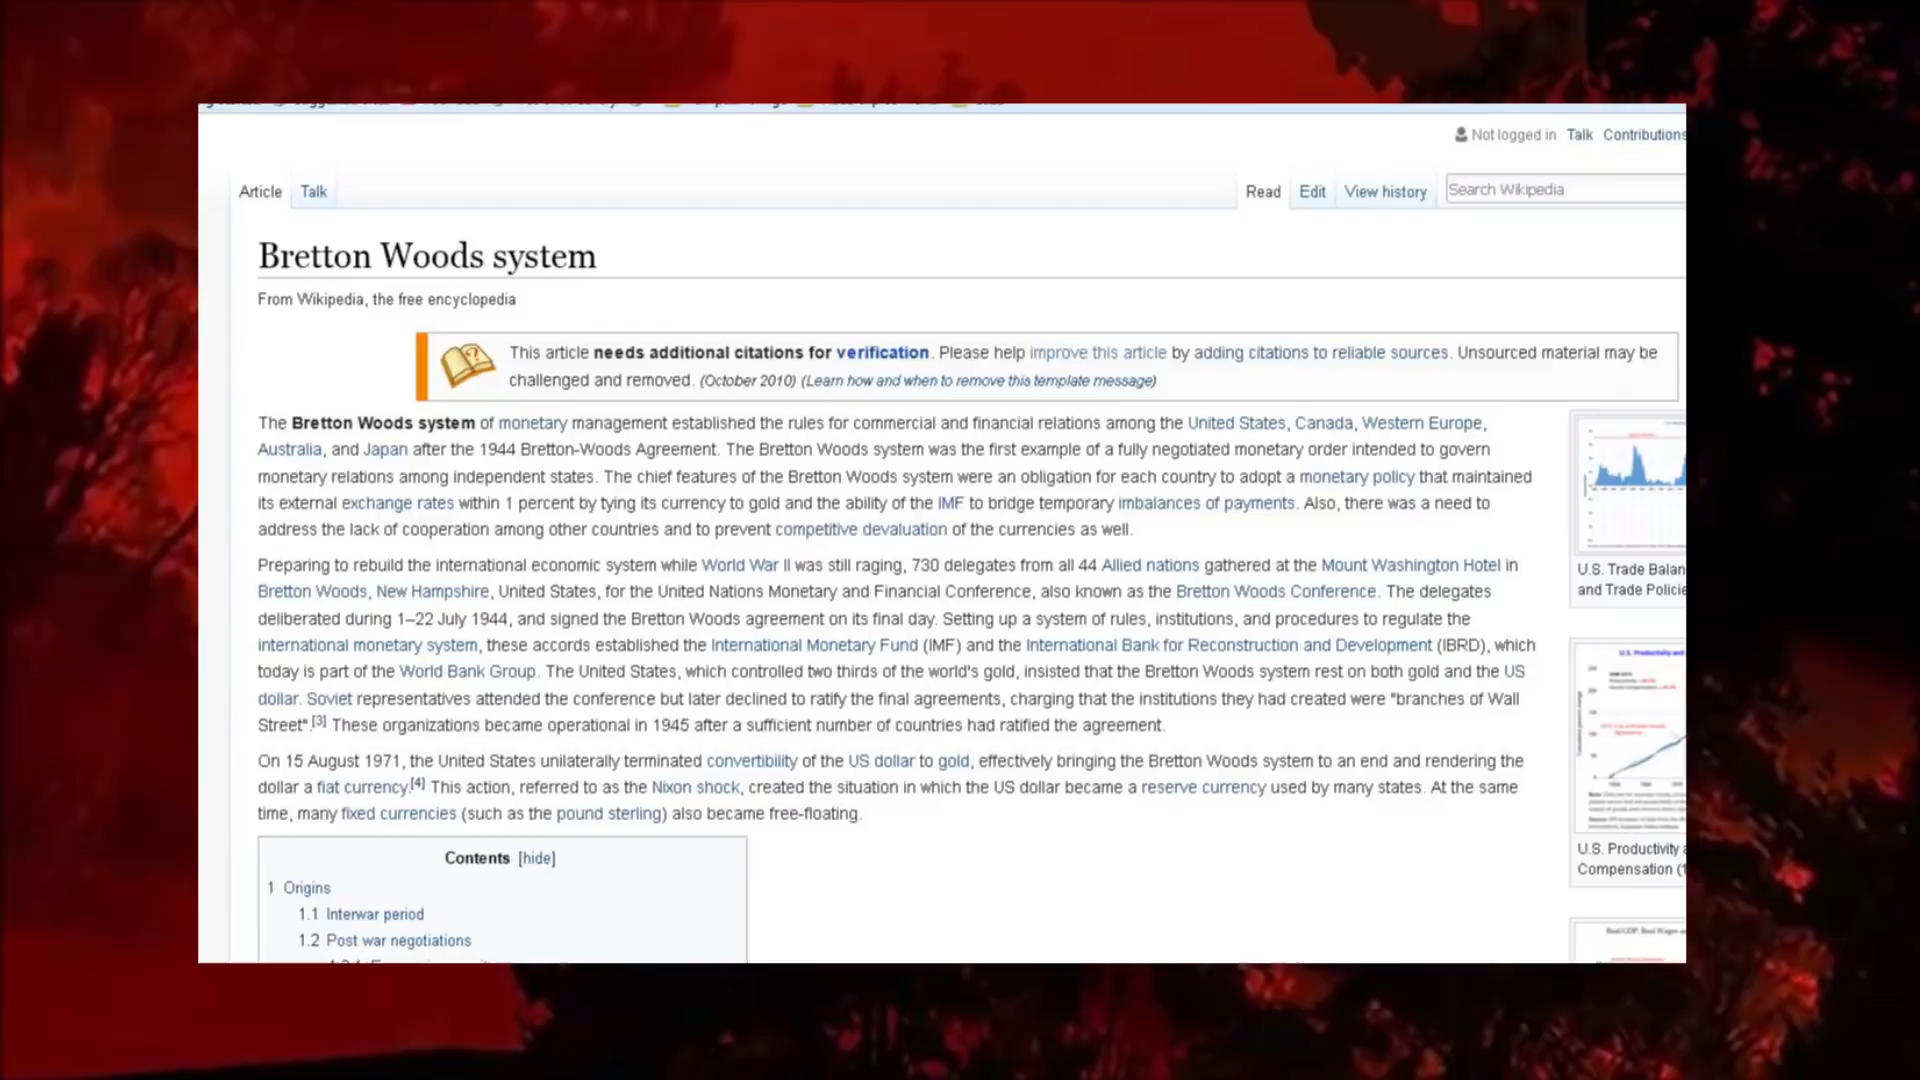 Not logged in Talk Contributions
Article Talk Read Edit View history Search Wikipedia
Bretton Woods system
From Wikipedia, the free encyclopedia
This article needs additional citations for verification. Please help improve this article by adding citations to reliable sources. Unsourced material may be
challenged and removed. (October 2010) (Learn how and when to remove this template message)
The Bretton Woods system of monetary management established the rules for commercial and financial relations among the United States, Canada, Western Europe,
Australia, and Japan after the 1944 Bretton-Woods Agreement. The Bretton Woods system was the first example of a fully negotiated monetary order intended to govern
monetary relations among independent states. The chief features of the Bretton Woods system were an obligation for each country to adopt a monetary policy that maintained
its external exchange rates within 1 percent by tying its currency to gold and the ability of the IMF to bridge temporary imbalances of payments. Also, there was a need to
address the lack of cooperation among other countries and to prevent competitive devaluation of the currencies as well.
Preparing to rebuild the international economic system while World War II was still raging, 730 delegates from all 44 Allied nations gathered at the Mount Washington Hotel in
Bretton Woods, New Hampshire, United States, for the United Nations Monetary and Financial Conference, also known as the Bretton Woods Conference. The delegates
deliberated during 1–22 July 1944, and signed the Bretton Woods agreement on its final day. Setting up a system of rules, institutions, and procedures to regulate the
international monetary system, these accords established the International Monetary Fund (IMF) and the International Bank for Reconstruction and Development (IBRD), which
today is part of the World Bank Group. The United States, which controlled two thirds of the world's gold, insisted that the Bretton Woods system rest on both gold and the US
dollar. Soviet representatives attended the conference but later declined to ratify the final agreements, charging that the institutions they had created were "branches of Wall
Street".[3] These organizations became operational in 1945 after a sufficient number of countries had ratified the agreement.
On 15 August 1971, the United States unilaterally terminated convertibility of the US dollar to gold, effectively bringing the Bretton Woods system to an end and rendering the
dollar a fiat currency.[4] This action, referred to as the Nixon shock, created the situation in which the US dollar became a reserve currency used by many states. At the same
time, many fixed currencies (such as the pound sterling) also became free-floating.
Contents [hide]
1 Origins
1.1 Interwar period
1.2 Post war negotiations
U.S. Trade Balan
and Trade Policie
U.S. Productivity and
U.S. Productivity a
Compensation (1
Real GDP, Real Wages